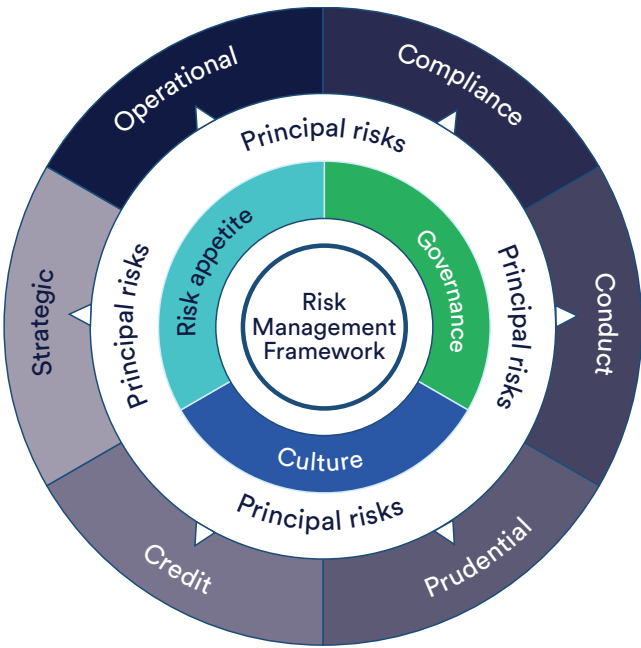 Operational
Compliance
Principal risks
Risk appetite
Governance
Strategic
Principal risks
Risk
Management
Framework
Principal risks
Conduct
Culture
Principal risks
Credit
Prudential